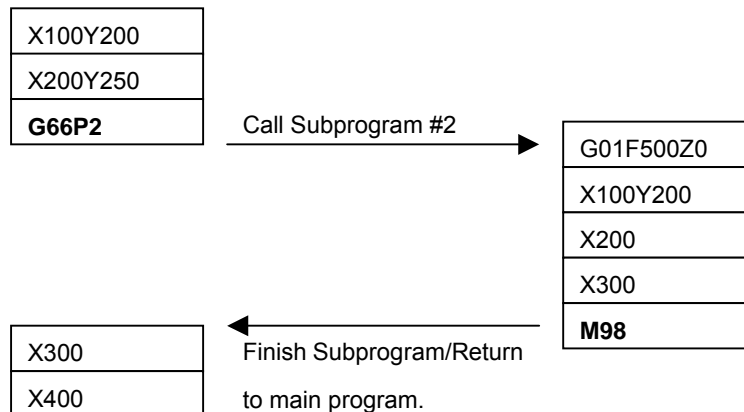 X100Y200
X200Y250
G66P2
Call Subprogram #2
G01F500Z0
X100Y200
X200
X300
M98
Finish Subprogram/Return
to main program.
X300
X400